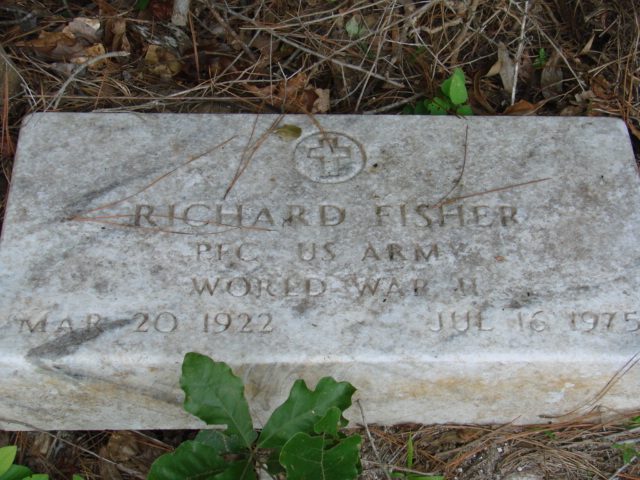 RICHARD FISHER
PFC US ARMY
WORLD WAR II
MAR 20 1922 JUL 16 1975